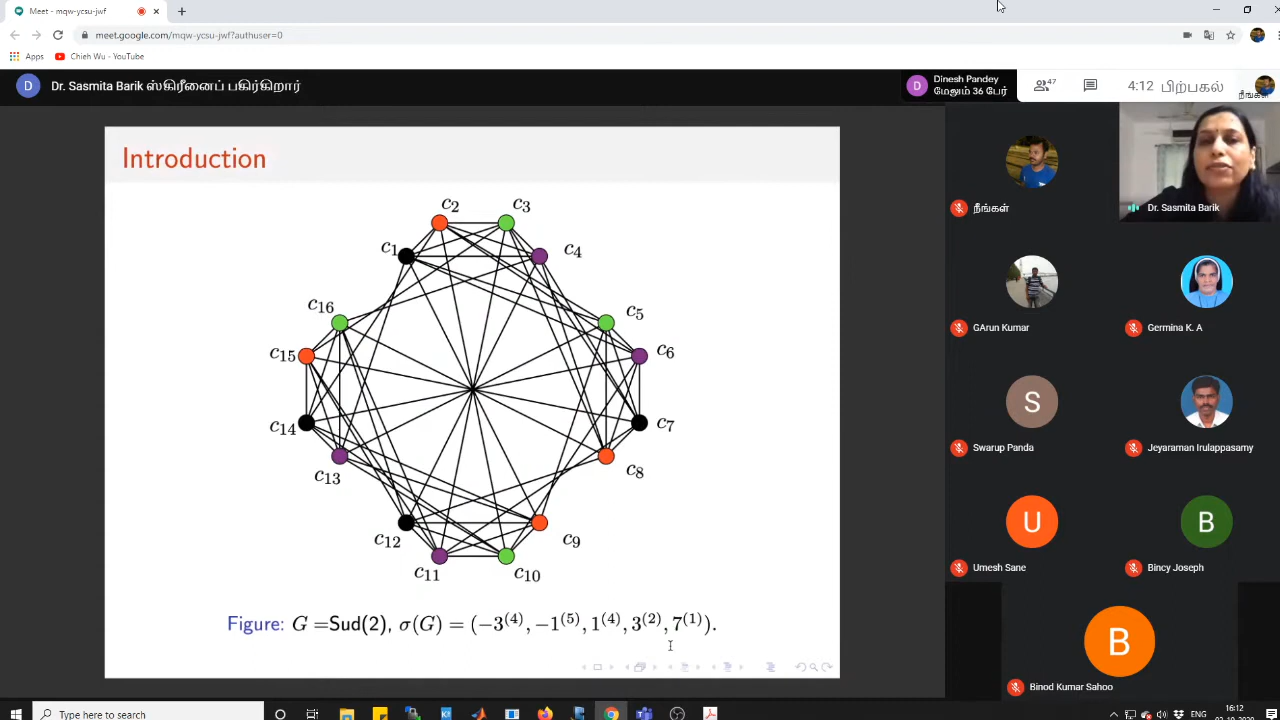 Meet - mqw-ycsu-jwf
meet.google.com/mqw-ycsu-jwf?authuser=0
Apps
Chieh Wu - YouTube
D
Dr. Sasmita Barik ஸ்கிரீனைப் பகிர்கிறார்
D
Dinesh Pandey
மேலும் 36 பேர்
47
4:12 பிற்பகல்
நீங்கள்
Introduction
c2 c3
c1 c4
c16 c5
c15 c6
c14 c7
c13 c8
c12 c9
c11 c10
Figure: G =Sud(2), σ(G) = (−3^(4), −1^(5), 1^(4), 3^(2), 7^(1)).
நீங்கள்
Dr. Sasmita Barik
GArun Kumar
Germina K. A
S
Swarup Panda
Jeyaraman Irulappasamy
U
Umesh Sane
B
Bincy Joseph
B
Binod Kumar Sahoo
Type here to search
ENG
16:12